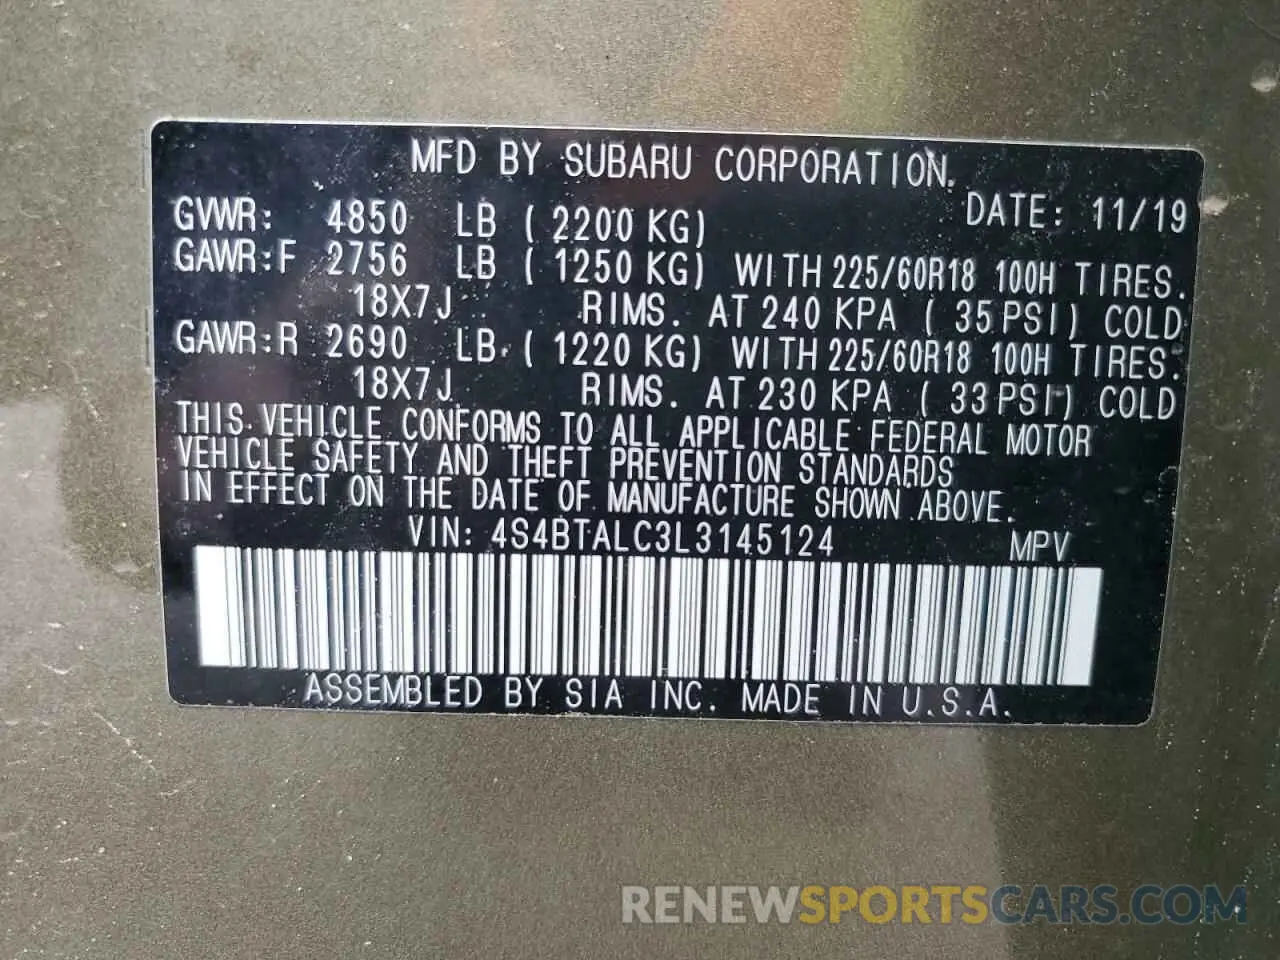 MFD BY SUBARU CORPORATION.
GVWR: 4850 LB ( 2200 KG) DATE: 11/19
GAWR:F 2756 LB ( 1250 KG) WITH 225/60R18 100H TIRES.
18X7J RIMS. AT 240 KPA ( 35 PSI) COLD
GAWR:R 2690 LB ( 1220 KG) WITH 225/60R18 100H TIRES.
18X7J RIMS. AT 230 KPA ( 33 PSI) COLD
THIS VEHICLE CONFORMS TO ALL APPLICABLE FEDERAL MOTOR
VEHICLE SAFETY AND THEFT PREVENTION STANDARDS
IN EFFECT ON THE DATE OF MANUFACTURE SHOWN ABOVE.
VIN: 4S4BTALC3L3145124 MPV
ASSEMBLED BY SIA INC. MADE IN U.S.A.
RENEWSPORTSCARS.COM